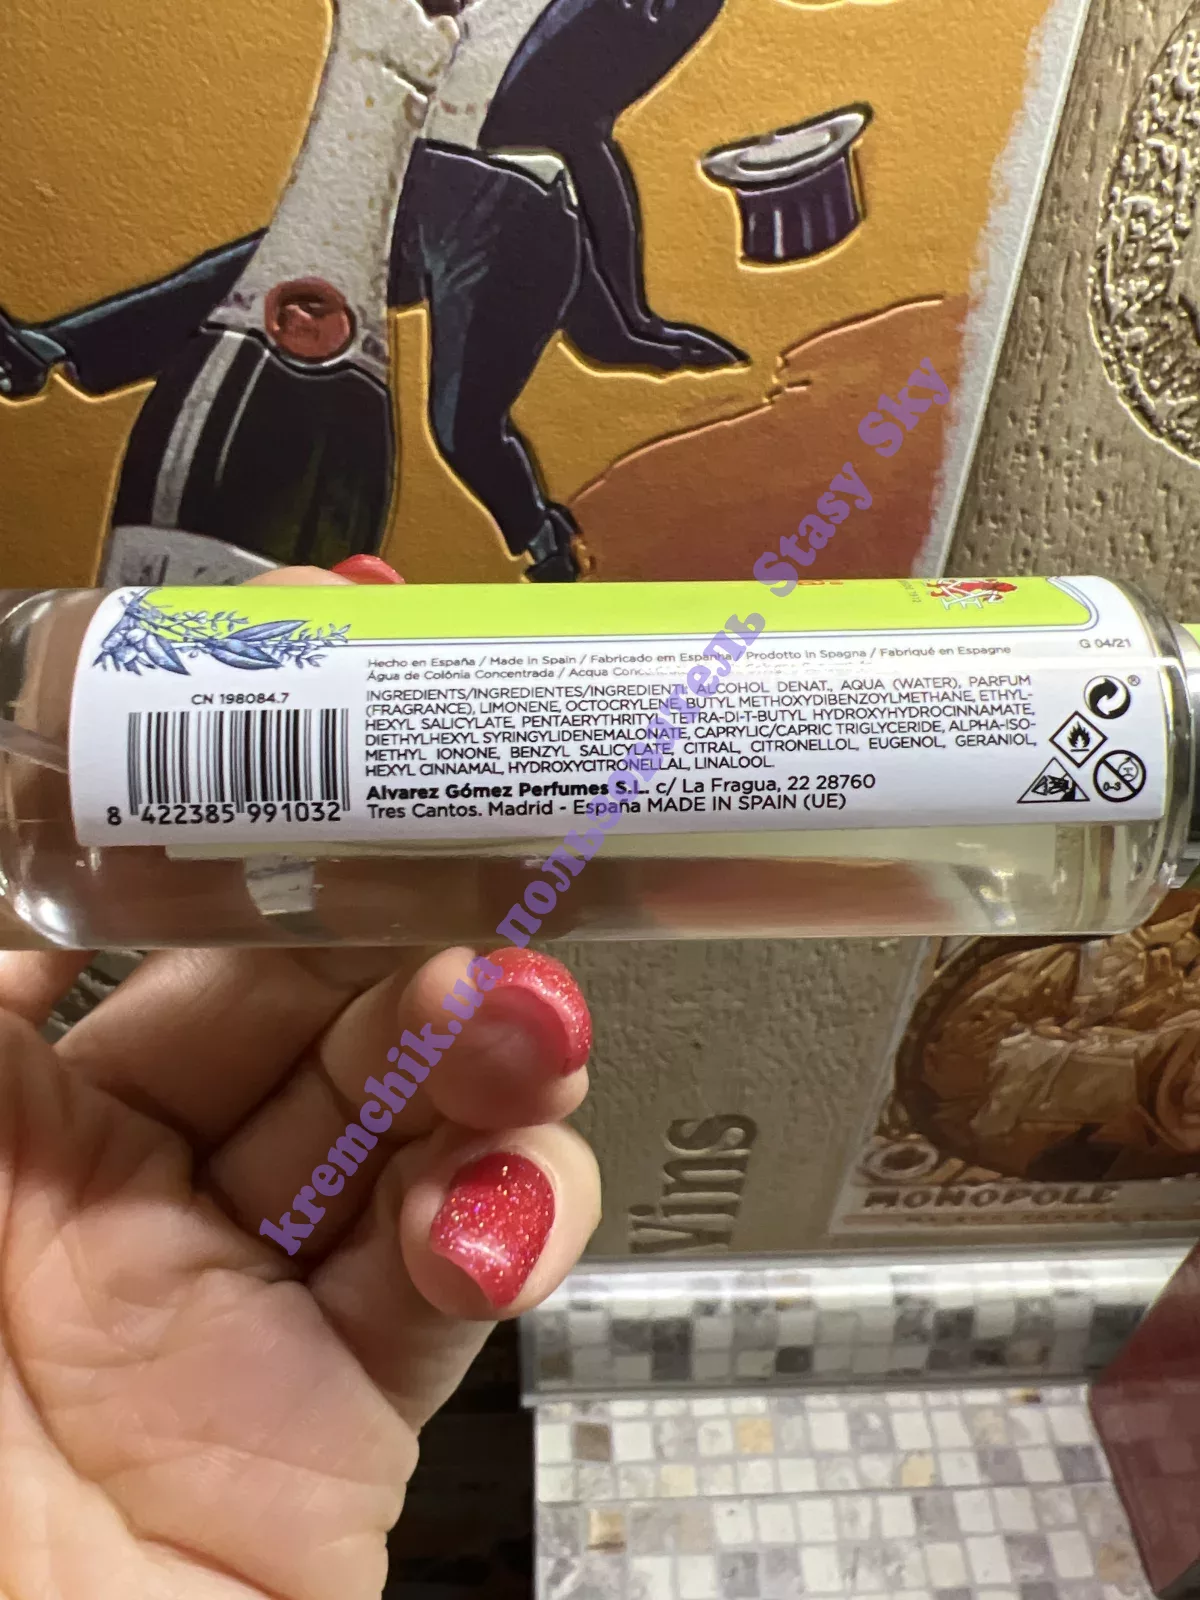 G 04/21
Hecho en España / Made in Spain / Fabricado em Espanha / Prodotto in Spagna / Fabriqué en Espagne
Água de Colônia Concentrada / Acqua
CN 198084.7
8 422385 991032
INGREDIENTS/INGREDIENTES/INGREDIENTI: ALCOHOL DENAT., AQUA (WATER), PARFUM
(FRAGRANCE), LIMONENE, OCTOCRYLENE, BUTYL METHOXYDIBENZOYLMETHANE, ETHYL-
HEXYL SALICYLATE, PENTAERYTHRITYL TETRA-DI-T-BUTYL HYDROXYHYDROCINNAMATE,
DIETHYLHEXYL SYRINGYLIDENEMALONATE, CAPRYLIC/CAPRIC TRIGLYCERIDE, ALPHA-ISO-
METHYL IONONE, BENZYL SALICYLATE, CITRAL, CITRONELLOL, EUGENOL, GERANIOL,
HEXYL CINNAMAL, HYDROXYCITRONELLAL, LINALOOL.
Alvarez Gómez Perfumes S.L. c/ La Fragua, 22 28760
Tres Cantos. Madrid - España MADE IN SPAIN (UE)
0-3
kremchik.ua пользователь Stasy Sky
Vins
MONOPOLE